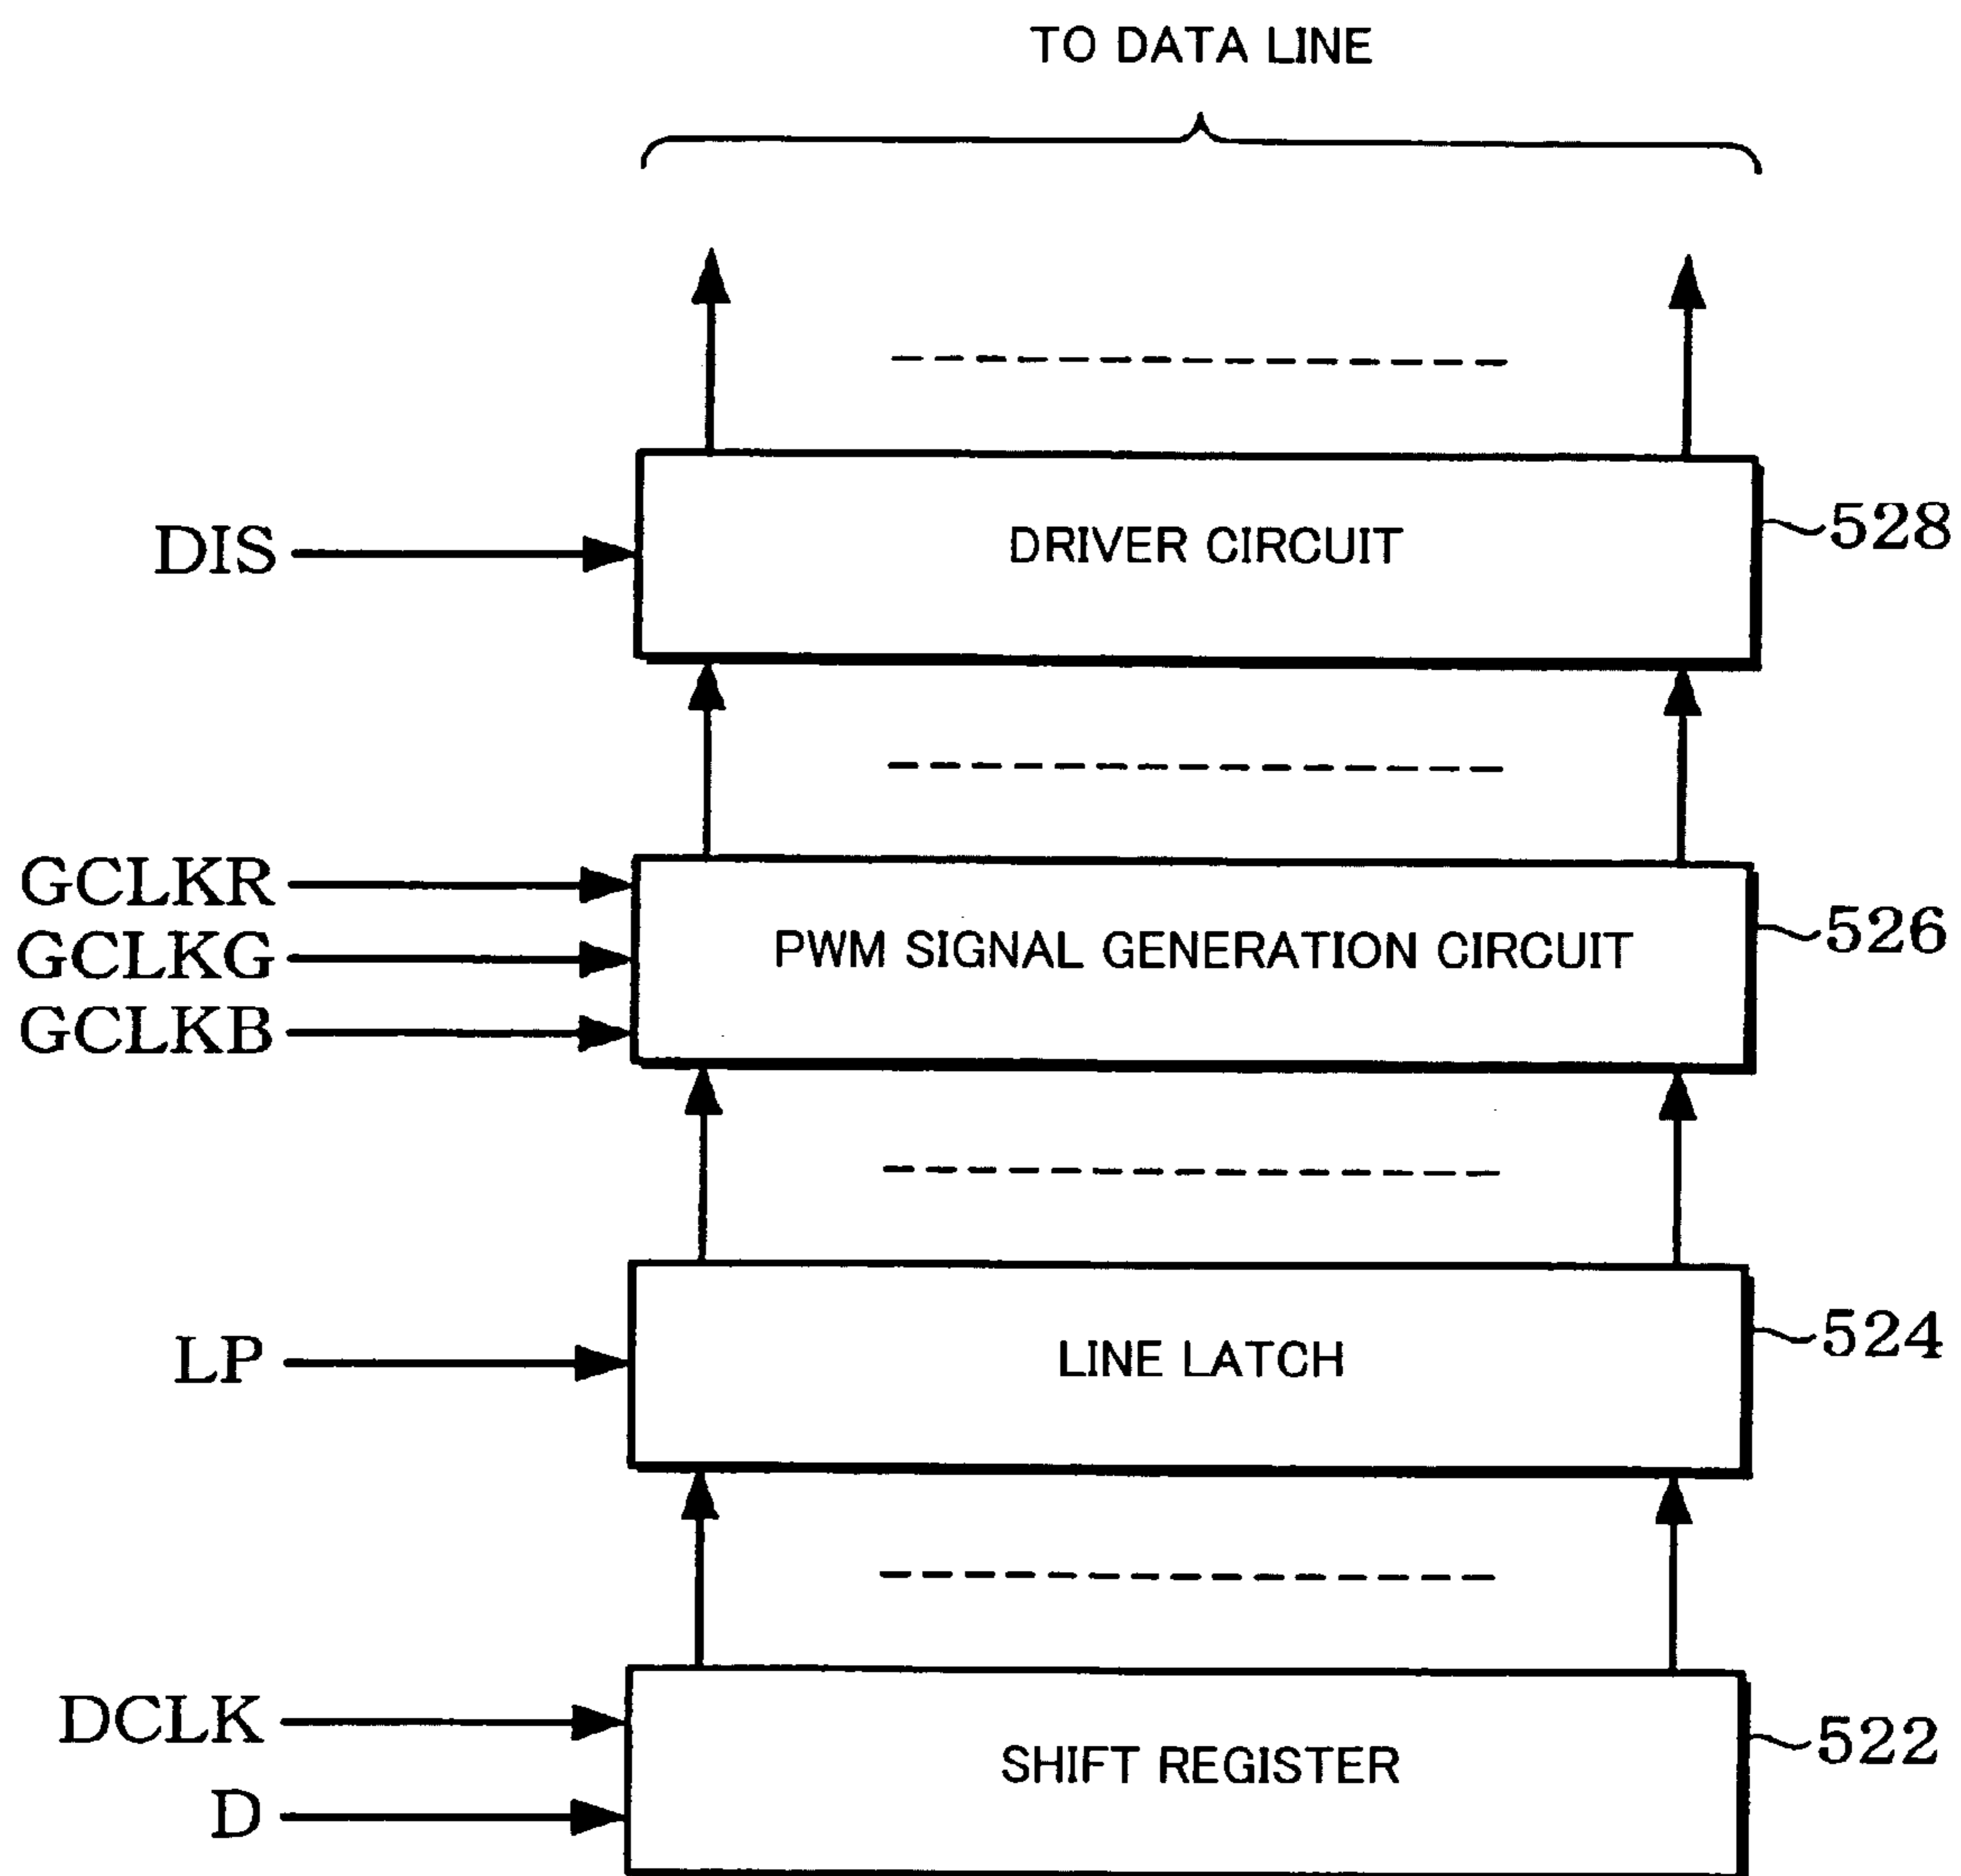 TO DATA LINE
DIS
DRIVER CIRCUIT
528
GCLKR
GCLKG
GCLKB
PWM SIGNAL GENERATION CIRCUIT
526
LP
LINE LATCH
524
DCLK
D
SHIFT REGISTER
522